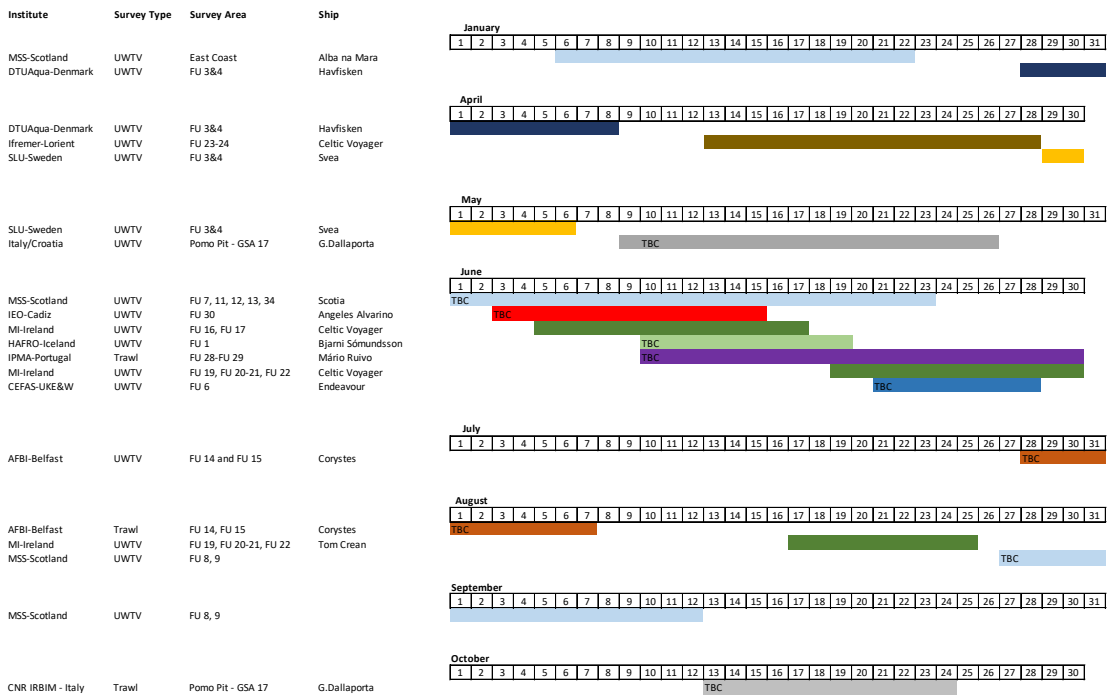 Institute Survey Type Survey Area Ship
January
1 2 3 4 5 6 7 8 9 10 11 12 13 14 15 16 17 18 19 20 21 22 23 24 25 26 27 28 29 30 31
MSS-Scotland UWTV East Coast Alba na Mara
DTUAqua-Denmark UWTV FU 3&4 Havfisken
April
1 2 3 4 5 6 7 8 9 10 11 12 13 14 15 16 17 18 19 20 21 22 23 24 25 26 27 28 29 30
DTUAqua-Denmark UWTV FU 3&4 Havfisken
Ifremer-Lorient UWTV FU 23-24 Celtic Voyager
SLU-Sweden UWTV FU 3&4 Svea
May
1 2 3 4 5 6 7 8 9 10 11 12 13 14 15 16 17 18 19 20 21 22 23 24 25 26 27 28 29 30 31
SLU-Sweden UWTV FU 3&4 Svea
Italy/Croatia UWTV Pomo Pit - GSA 17 G.Dallaporta TBC
June
1 2 3 4 5 6 7 8 9 10 11 12 13 14 15 16 17 18 19 20 21 22 23 24 25 26 27 28 29 30
MSS-Scotland UWTV FU 7, 11, 12, 13, 34 Scotia TBC
IEO-Cadiz UWTV FU 30 Angeles Alvarino TBC
MI-Ireland UWTV FU 16, FU 17 Celtic Voyager
HAFRO-Iceland UWTV FU 1 Bjarni Sómundsson TBC
IPMA-Portugal Trawl FU 28-FU 29 Mário Ruivo TBC
MI-Ireland UWTV FU 19, FU 20-21, FU 22 Celtic Voyager
CEFAS-UKE&W UWTV FU 6 Endeavour TBC
July
1 2 3 4 5 6 7 8 9 10 11 12 13 14 15 16 17 18 19 20 21 22 23 24 25 26 27 28 29 30 31
AFBI-Belfast UWTV FU 14 and FU 15 Corystes TBC
August
1 2 3 4 5 6 7 8 9 10 11 12 13 14 15 16 17 18 19 20 21 22 23 24 25 26 27 28 29 30 31
AFBI-Belfast Trawl FU 14, FU 15 Corystes TBC
MI-Ireland UWTV FU 19, FU 20-21, FU 22 Tom Crean
MSS-Scotland UWTV FU 8, 9 TBC
September
1 2 3 4 5 6 7 8 9 10 11 12 13 14 15 16 17 18 19 20 21 22 23 24 25 26 27 28 29 30 31
MSS-Scotland UWTV FU 8, 9
October
1 2 3 4 5 6 7 8 9 10 11 12 13 14 15 16 17 18 19 20 21 22 23 24 25 26 27 28 29 30
CNR IRBIM - Italy Trawl Pomo Pit - GSA 17 G.Dallaporta TBC